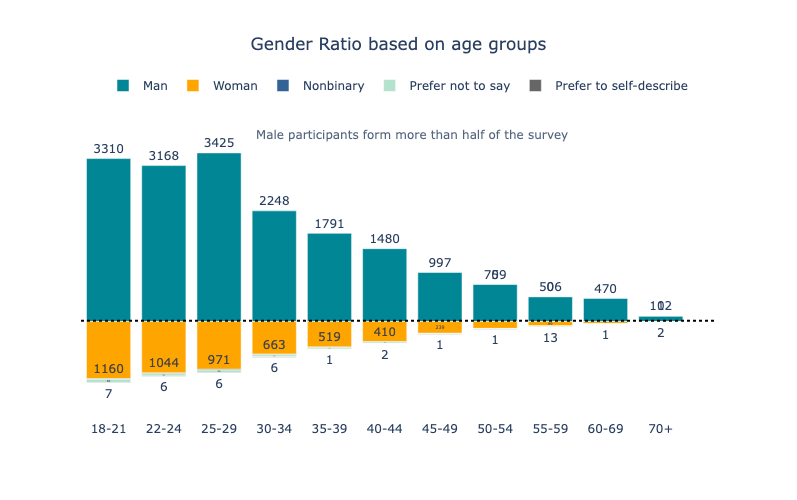 Gender Ratio based on age groups
Man Woman Nonbinary Prefer not to say Prefer to self-describe
Male participants form more than half of the survey
3310 3168 3425 2248 1791 1480 997 506 470
1160 1044 971 663 519 410 239
7 6 6 6 1 2 1 1 13 1 2
18-21 22-24 25-29 30-34 35-39 40-44 45-49 50-54 55-59 60-69 70+